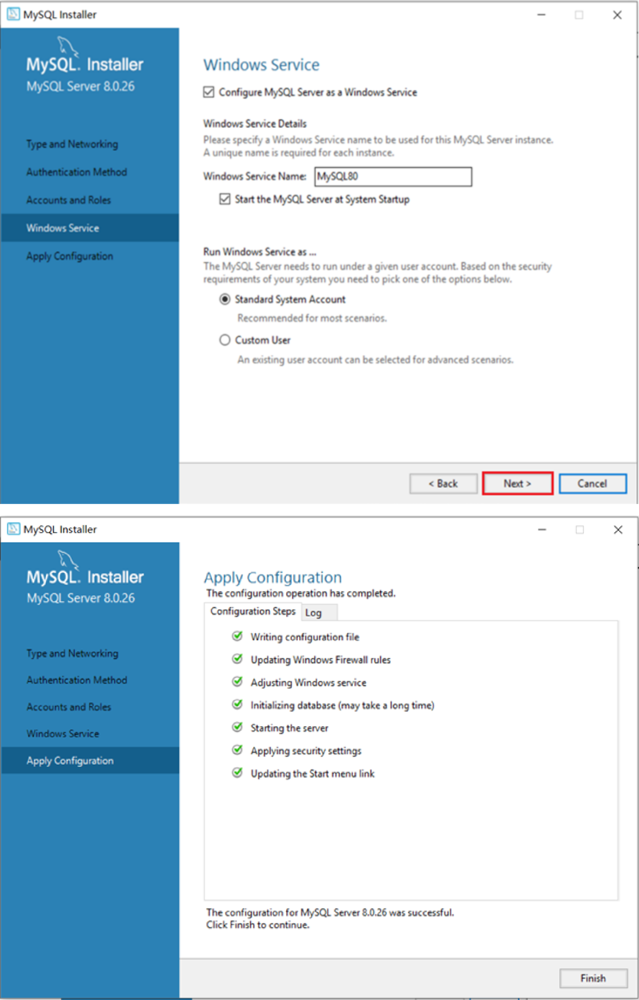 MySQL Installer
MySQL. Installer
MySQL Server 8.0.26
Type and Networking
Authentication Method
Accounts and Roles
Windows Service
Apply Configuration
Windows Service
Configure MySQL Server as a Windows Service
Windows Service Details
Please specify a Windows Service name to be used for this MySQL Server instance.
A unique name is required for each instance.
Windows Service Name: MySQL80
Start the MySQL Server at System Startup
Run Windows Service as ...
The MySQL Server needs to run under a given user account. Based on the security
requirements of your system you need to pick one of the options below.
Standard System Account
Recommended for most scenarios.
Custom User
An existing user account can be selected for advanced scenarios.
< Back Next > Cancel
MySQL Installer
MySQL. Installer
MySQL Server 8.0.26
Type and Networking
Authentication Method
Accounts and Roles
Windows Service
Apply Configuration
Apply Configuration
The configuration operation has completed.
Configuration Steps Log
Writing configuration file
Updating Windows Firewall rules
Adjusting Windows service
Initializing database (may take a long time)
Starting the server
Applying security settings
Updating the Start menu link
The configuration for MySQL Server 8.0.26 was successful.
Click Finish to continue.
Finish